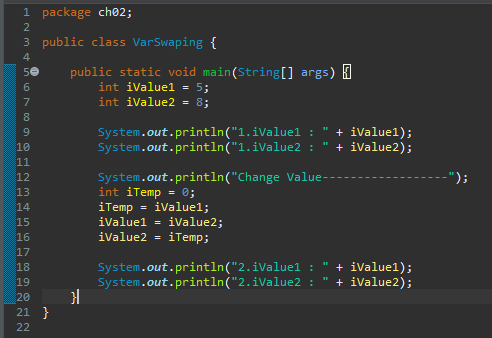 1 package ch02;
2
3 public class VarSwaping {
4
5 public static void main(String[] args) {
6 int iValue1 = 5;
7 int iValue2 = 8;
8
9 System.out.println("1.iValue1 : " + iValue1);
10 System.out.println("1.iValue2 : " + iValue2);
11
12 System.out.println("Change Value------------------");
13 int iTemp = 0;
14 iTemp = iValue1;
15 iValue1 = iValue2;
16 iValue2 = iTemp;
17
18 System.out.println("2.iValue1 : " + iValue1);
19 System.out.println("2.iValue2 : " + iValue2);
20 }
21 }
22